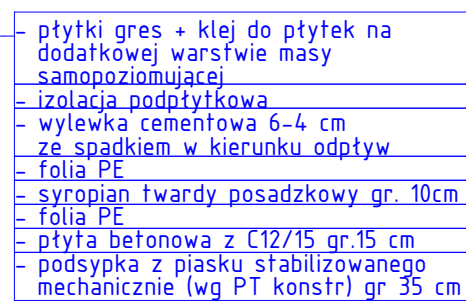 - płytki gres + klej do płytek na
dodatkowej warstwie masy
samopoziomującej
- izolacja podpłytkowa
- wylewka cementowa 6-4 cm
ze spadkiem w kierunku odpływ
- folia PE
- syropian twardy posadzkowy gr. 10cm
- folia PE
- płyta betonowa z C12/15 gr.15 cm
- podsypka z piasku stabilizowanego
mechanicznie (wg PT konstr) gr 35 cm